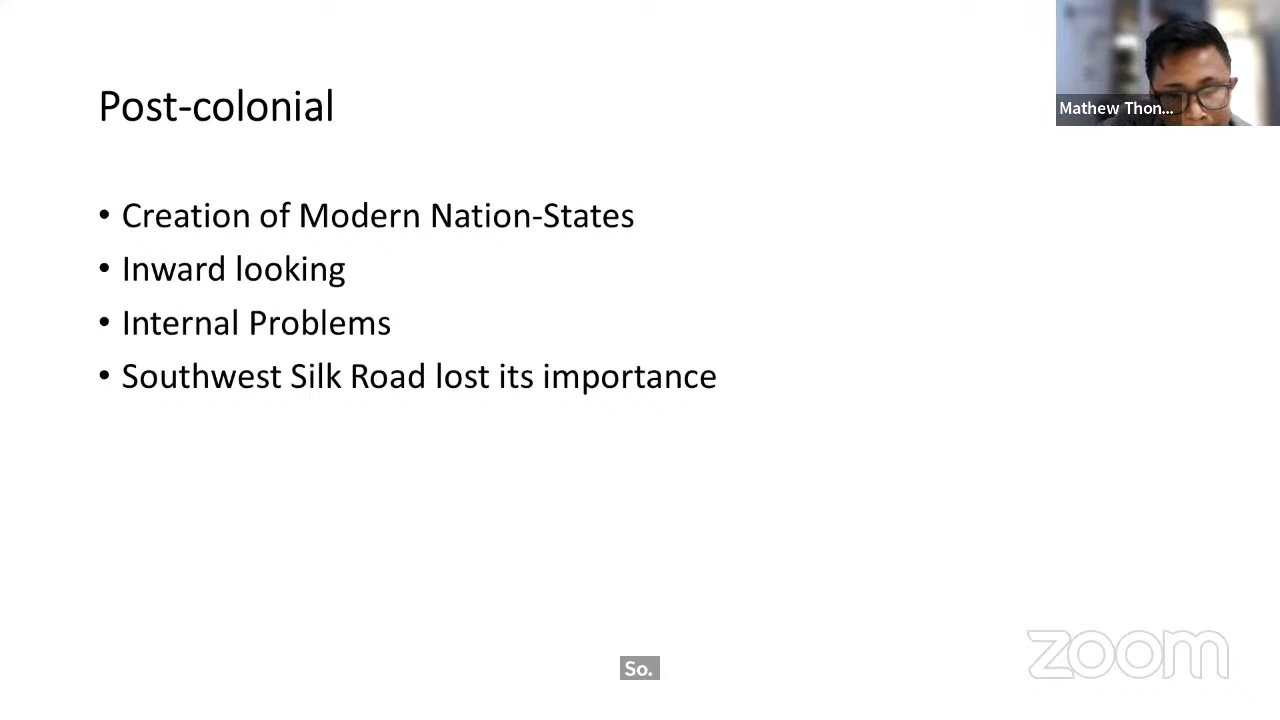 Post-colonial
• Creation of Modern Nation-States
• Inward looking
• Internal Problems
• Southwest Silk Road lost its importance
Mathew Thon...
So.
zoom